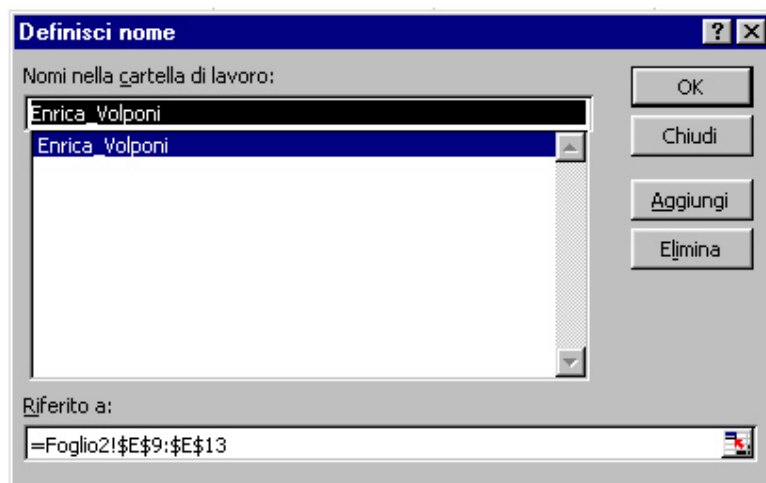 Definisci nome
Nomi nella cartella di lavoro:
Enrica_Volponi
Enrica_Volponi
OK
Chiudi
Aggiungi
Elimina
Riferito a:
=Foglio2!$E$9:$E$13